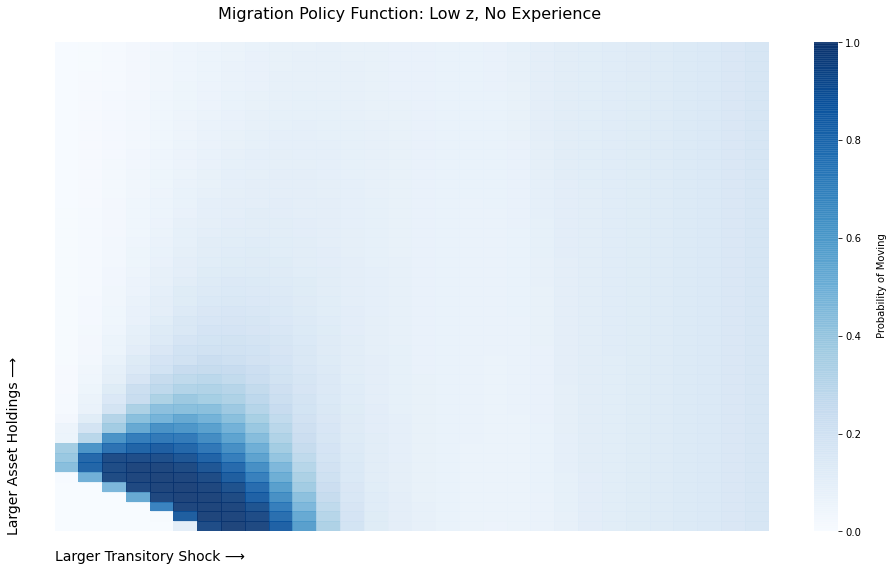 Migration Policy Function: Low z, No Experience
1.0
0.8
0.6
0.4
0.2
0.0
Probability of Moving
Larger Asset Holdings ⟶
Larger Transitory Shock ⟶